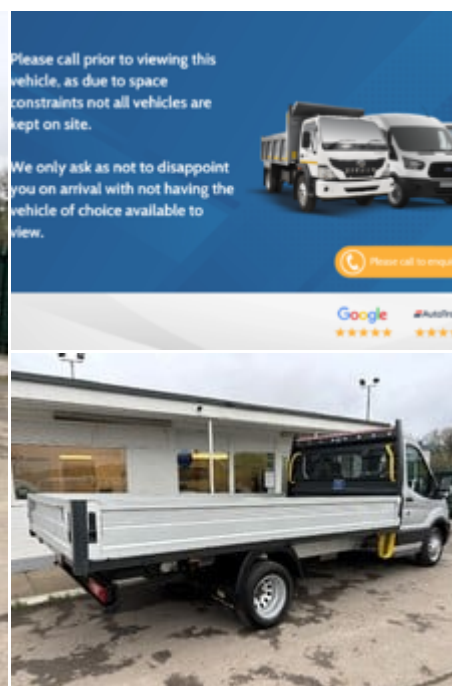 Please call prior to viewing this
vehicle, as due to space
constraints not all vehicles are
kept on site.
We only ask as not to disappoint
you on arrival with not having the
vehicle of choice available to
view.
Please call to enqui
Google
AutoTr